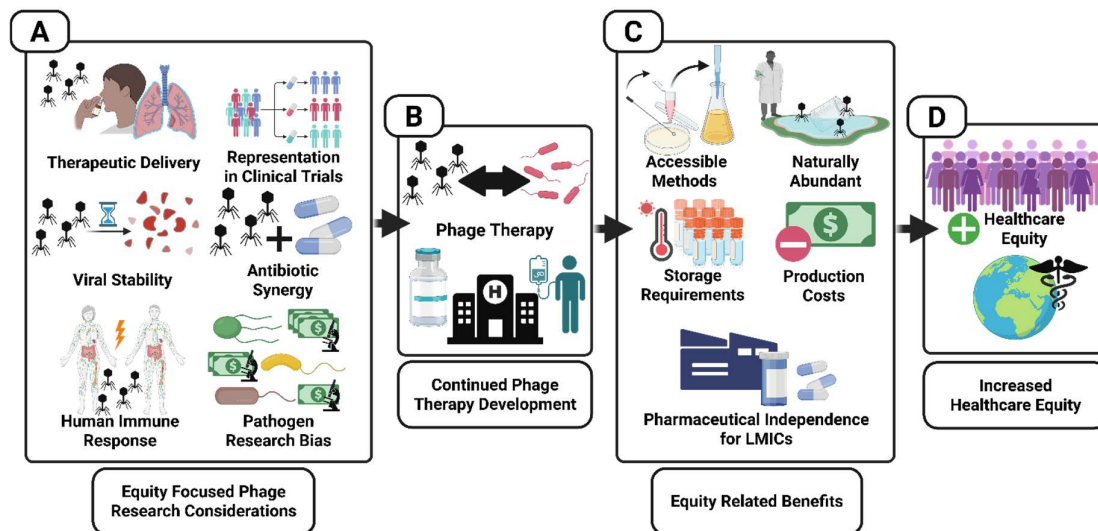 A
Therapeutic Delivery
Representation
in Clinical Trials
Viral Stability
Antibiotic
Synergy
Human Immune
Response
Pathogen
Research Bias
Equity Focused Phage
Research Considerations
B
Phage Therapy
H
Continued Phage
Therapy Development
C
Accessible
Methods
Naturally
Abundant
Storage
Requirements
$
Production
Costs
Pharmaceutical Independence
for LMICs
Equity Related Benefits
D
Healthcare
Equity
Increased
Healthcare Equity